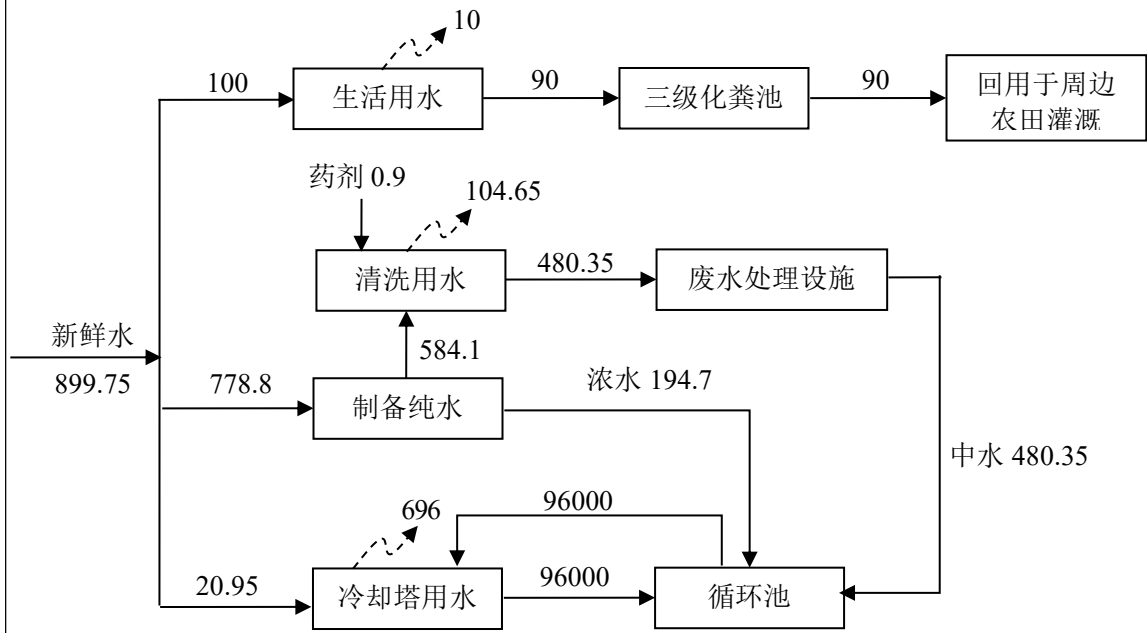 10
100
生活用水
90
三级化粪池
90
回用于周边
农田灌溉
药剂 0.9
104.65
清洗用水
480.35
废水处理设施
新鲜水
899.75
584.1
778.8
制备纯水
浓水 194.7
中水 480.35
696
96000
20.95
冷却塔用水
96000
循环池